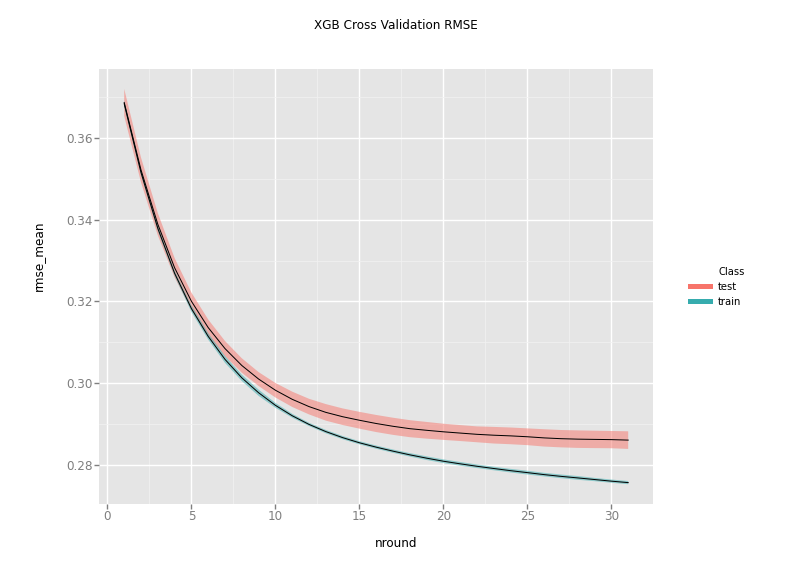 XGB Cross Validation RMSE
rmse_mean
0.36
0.34
0.32
0.30
0.28
0 5 10 15 20 25 30
nround
Class
test
train